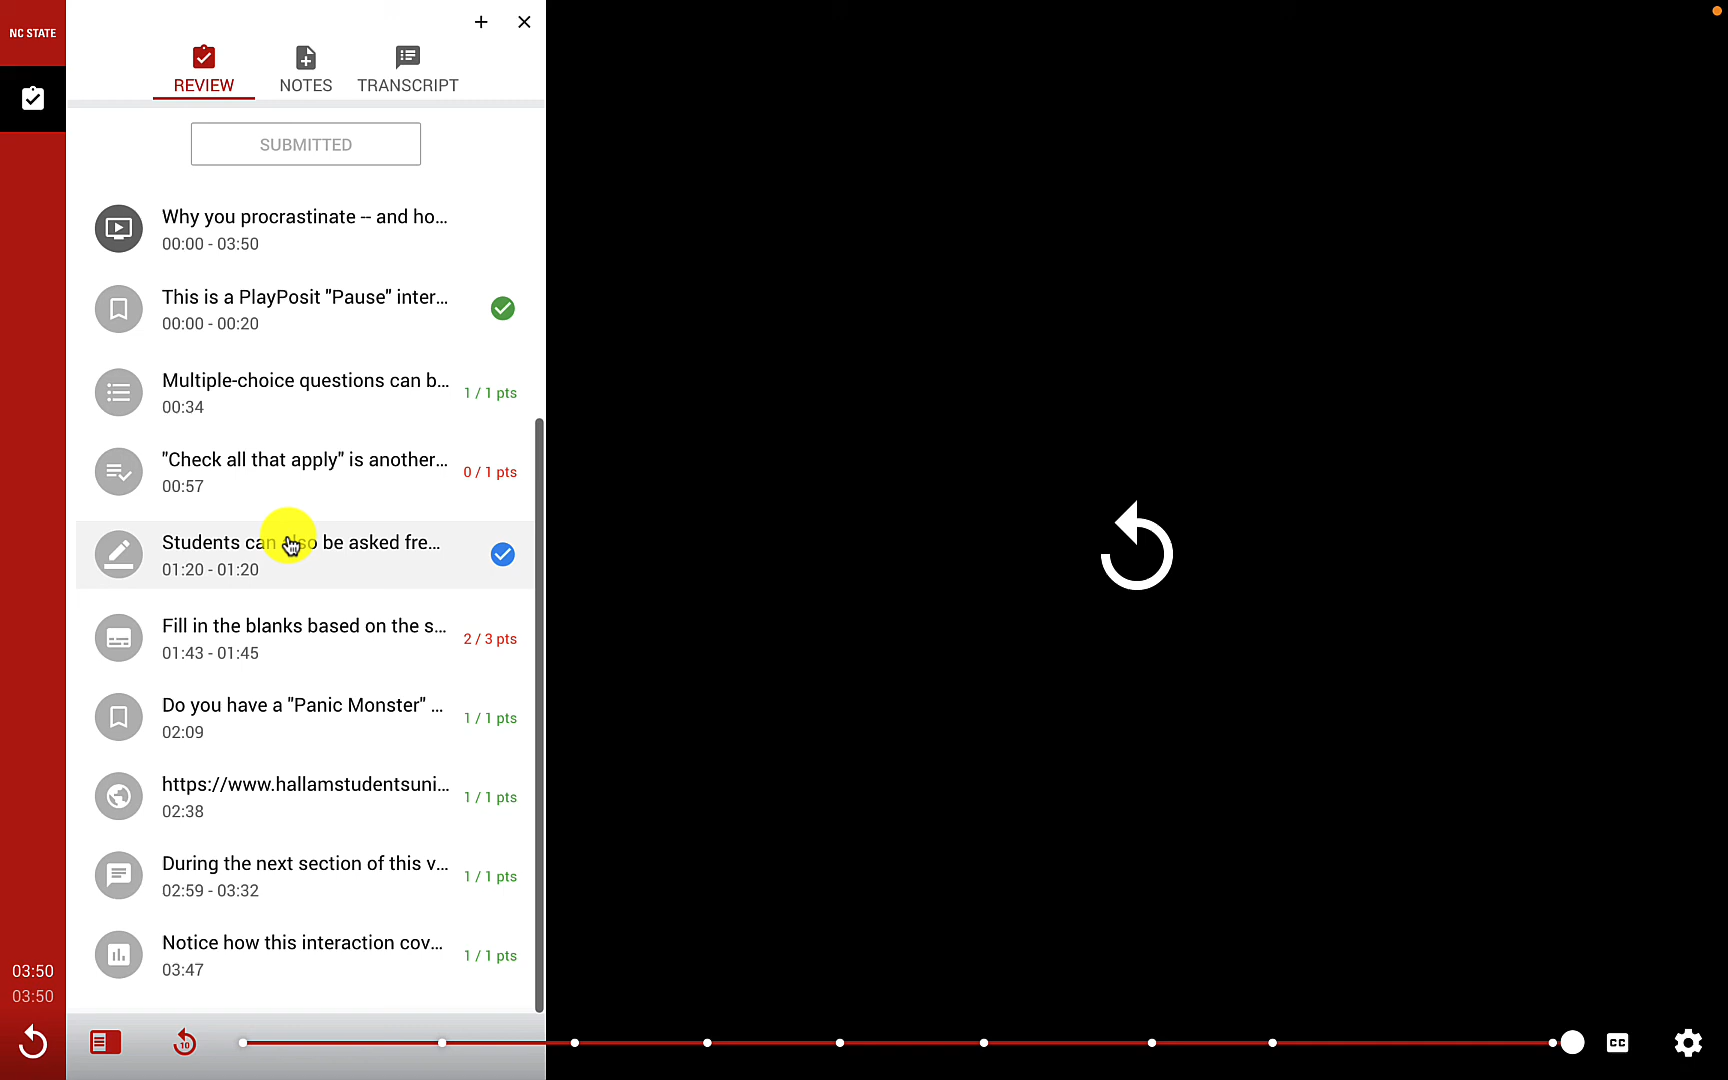 NC STATE
REVIEW
NOTES
TRANSCRIPT
SUBMITTED
Why you procrastinate -- and ho...
00:00 - 03:50
This is a PlayPosit "Pause" inter...
00:00 - 00:20
Multiple-choice questions can b...
00:34
1 / 1 pts
"Check all that apply" is another...
00:57
0 / 1 pts
Students can also be asked fre...
01:20 - 01:20
Fill in the blanks based on the s...
01:43 - 01:45
2 / 3 pts
Do you have a "Panic Monster" ...
02:09
1 / 1 pts
https://www.hallamstudentsuni...
02:38
1 / 1 pts
During the next section of this v...
02:59 - 03:32
1 / 1 pts
Notice how this interaction cov...
03:47
1 / 1 pts
03:50
03:50
10
CC